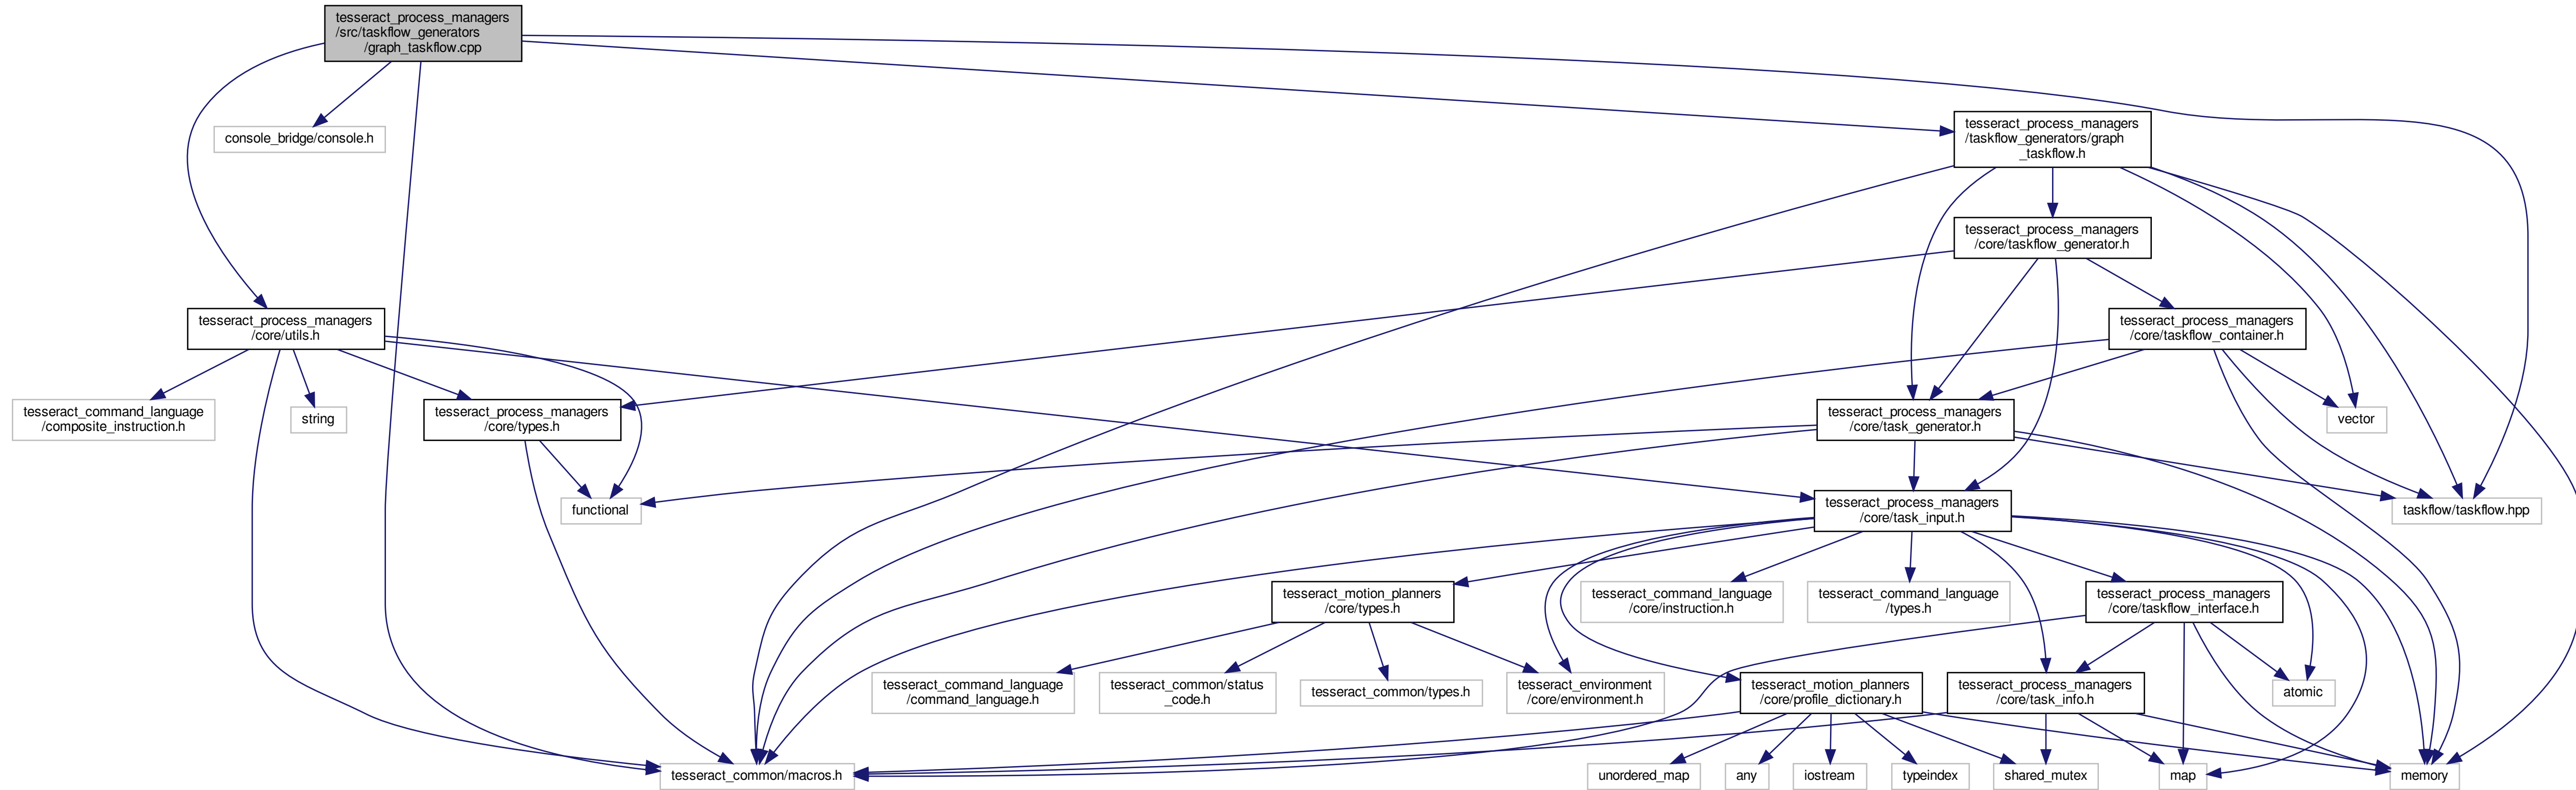 tesseract_process_managers
/src/taskflow_generators
/graph_taskflow.cpp
console_bridge/console.h
tesseract_process_managers
/taskflow_generators/graph
_taskflow.h
tesseract_process_managers
/core/taskflow_generator.h
tesseract_process_managers
/core/utils.h
tesseract_process_managers
/core/taskflow_container.h
tesseract_command_language
/composite_instruction.h
string
tesseract_process_managers
/core/types.h
tesseract_process_managers
/core/task_generator.h
vector
functional
tesseract_process_managers
/core/task_input.h
taskflow/taskflow.hpp
tesseract_motion_planners
/core/types.h
tesseract_command_language
/core/instruction.h
tesseract_command_language
/types.h
tesseract_process_managers
/core/taskflow_interface.h
tesseract_command_language
/command_language.h
tesseract_common/status
_code.h
tesseract_common/types.h
tesseract_environment
/core/environment.h
tesseract_motion_planners
/core/profile_dictionary.h
tesseract_process_managers
/core/task_info.h
atomic
tesseract_common/macros.h
unordered_map
any
iostream
typeindex
shared_mutex
map
memory